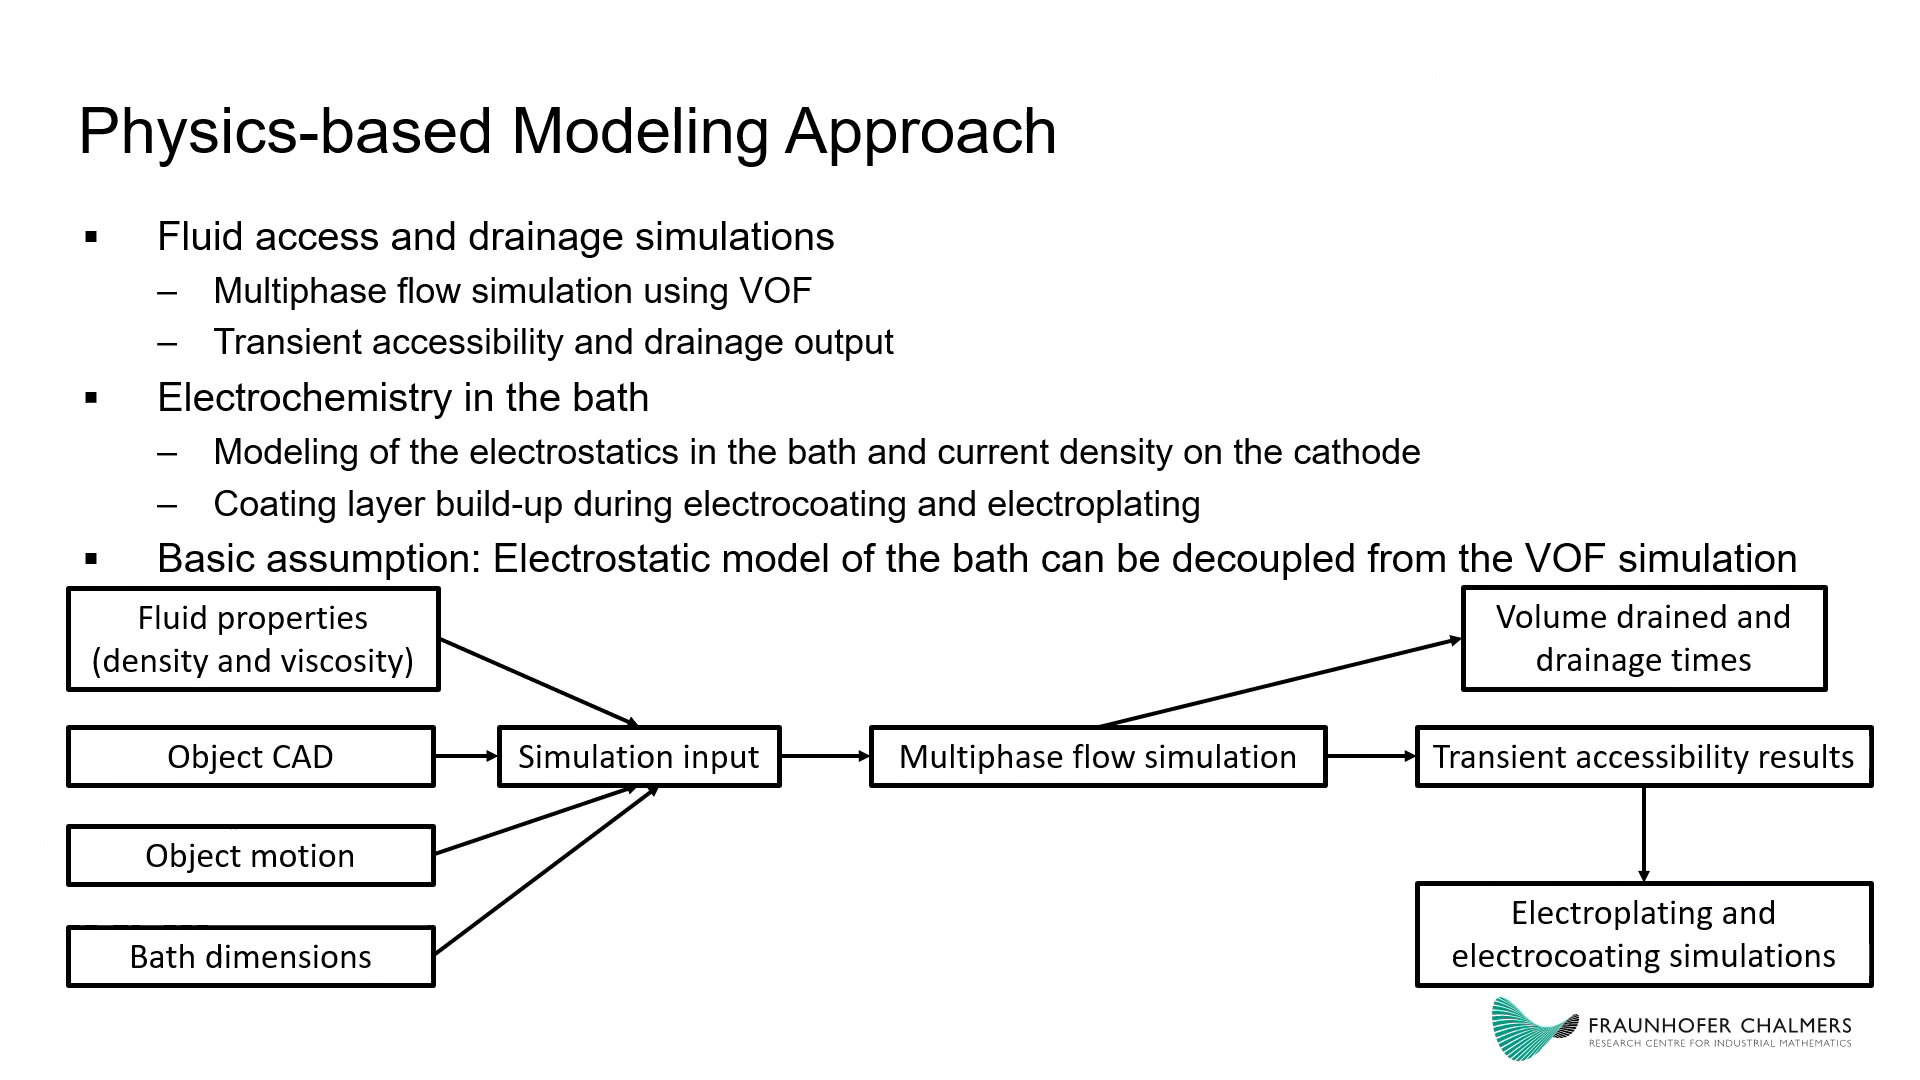 Physics-based Modeling Approach
▪ Fluid access and drainage simulations
– Multiphase flow simulation using VOF
– Transient accessibility and drainage output
▪ Electrochemistry in the bath
– Modeling of the electrostatics in the bath and current density on the cathode
– Coating layer build-up during electrocoating and electroplating
▪ Basic assumption: Electrostatic model of the bath can be decoupled from the VOF simulation
Fluid properties
(density and viscosity)
Volume drained and
drainage times
Object CAD
Simulation input
Multiphase flow simulation
Transient accessibility results
Object motion
Electroplating and
electrocoating simulations
Bath dimensions
FRAUNHOFER CHALMERS
RESEARCH CENTRE FOR INDUSTRIAL MATHEMATICS